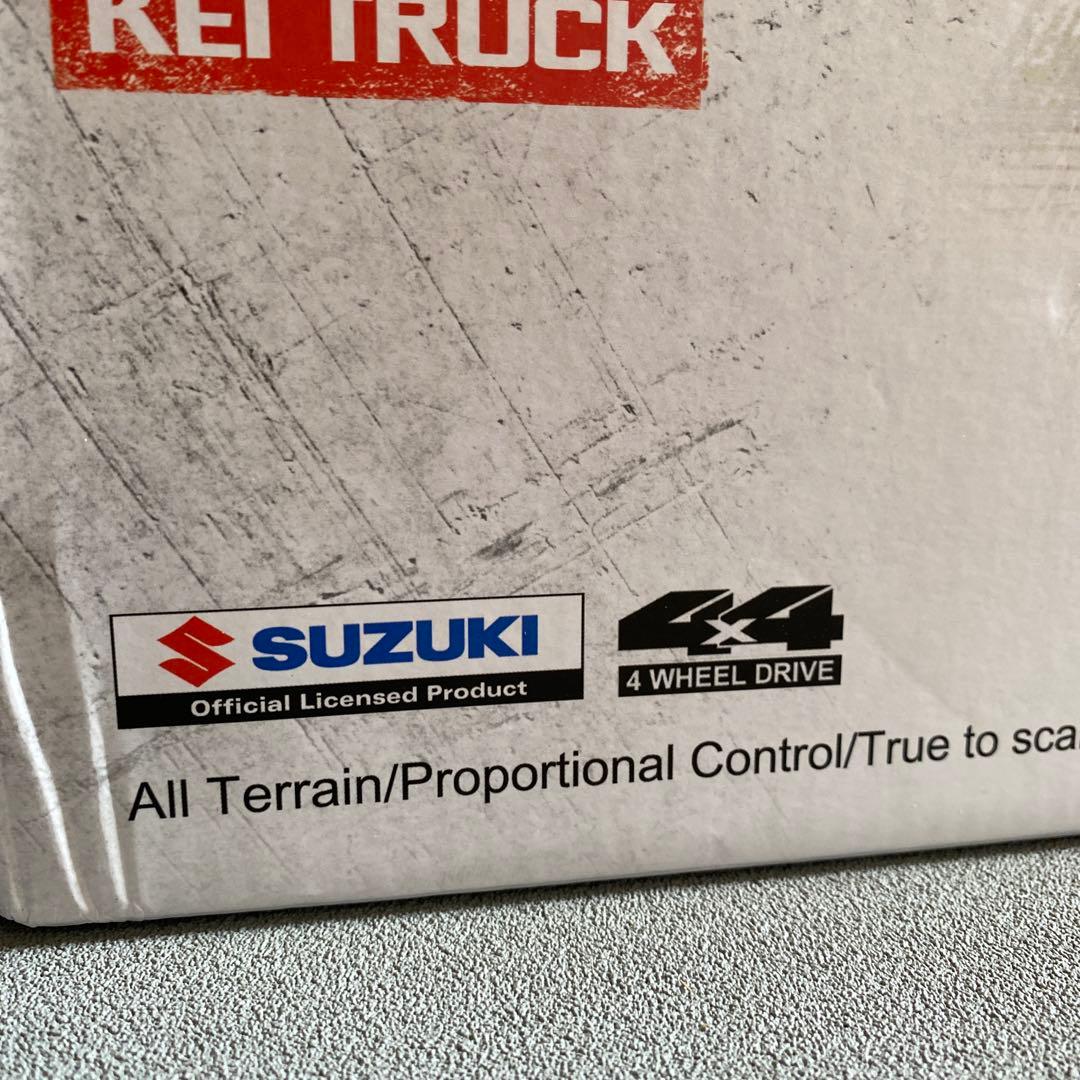 KEI TRUCK
SUZUKI
Official Licensed Product
4x4
4 WHEEL DRIVE
All Terrain/Proportional Control/True to sca